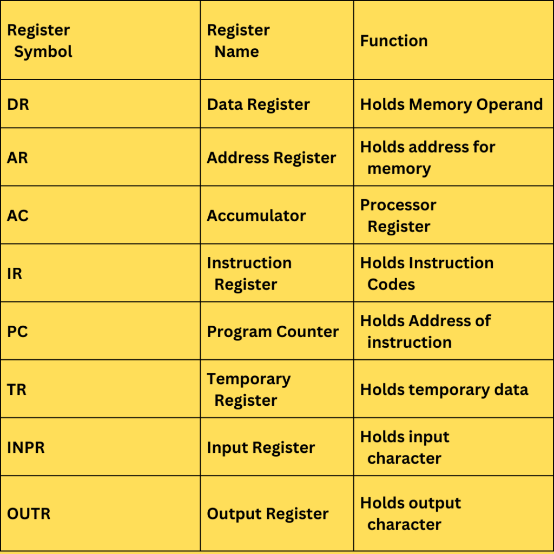 Register
Symbol
Register
Name
Function
DR
Data Register
Holds Memory Operand
AR
Address Register
Holds address for
memory
AC
Accumulator
Processor
Register
IR
Instruction
Register
Holds Instruction
Codes
PC
Program Counter
Holds Address of
instruction
TR
Temporary
Register
Holds temporary data
INPR
Input Register
Holds input
character
OUTR
Output Register
Holds output
character